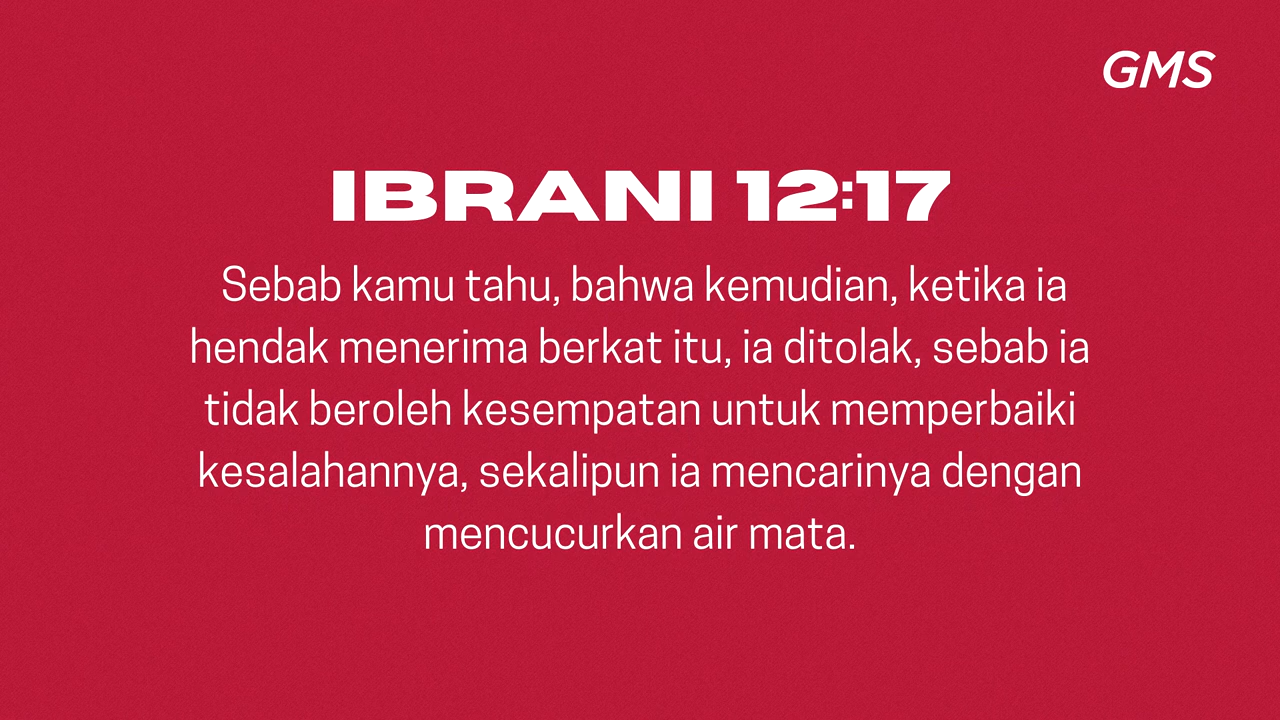 GMS
IBRANI 12:17
Sebab kamu tahu, bahwa kemudian, ketika ia
hendak menerima berkat itu, ia ditolak, sebab ia
tidak beroleh kesempatan untuk memperbaiki
kesalahannya, sekalipun ia mencarinya dengan
mencucurkan air mata.